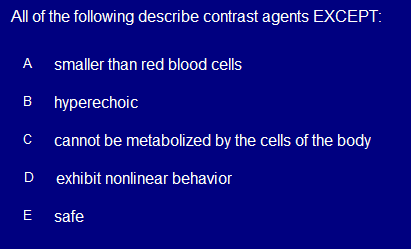 All of the following describe contrast agents EXCEPT:
A smaller than red blood cells
B hyperechoic
C cannot be metabolized by the cells of the body
D exhibit nonlinear behavior
E safe